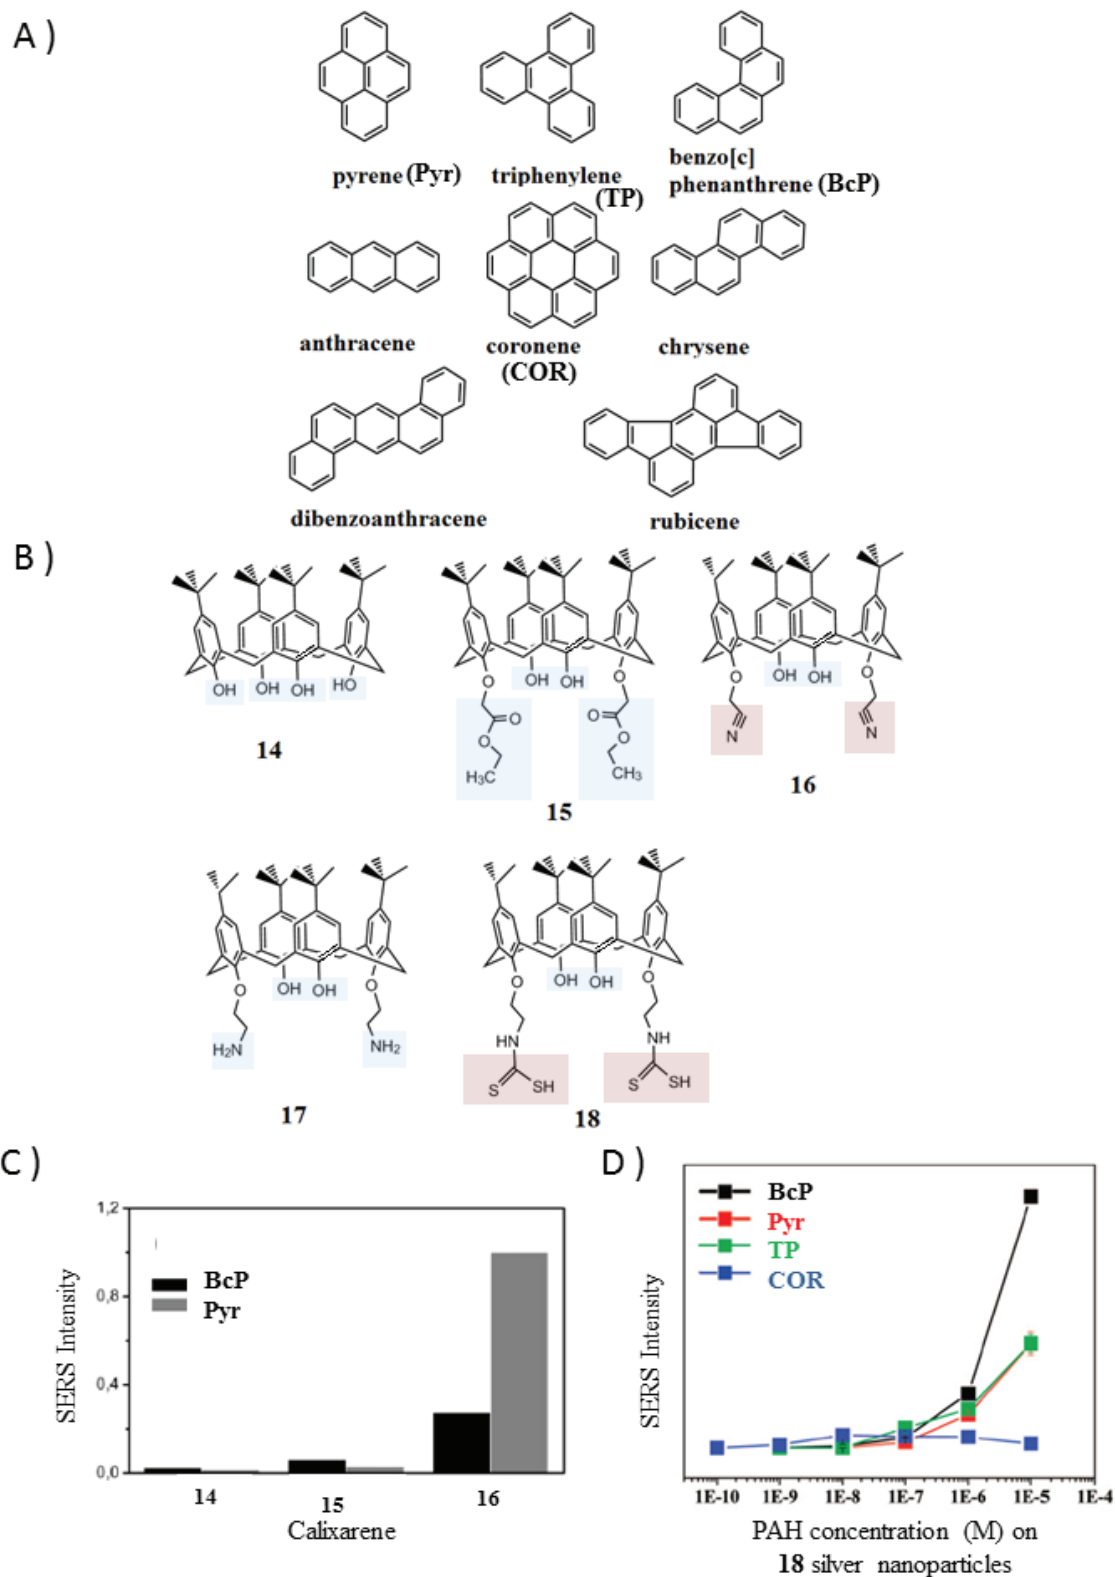 A )
pyrene (Pyr)
triphenylene
(TP)
benzo[c]
phenanthrene (BcP)
anthracene
coronene
(COR)
chrysene
dibenzoanthracene
rubicene
B )
OH
OH
OH
HO
14
OH
OH
O
O
O
O
O
O
H₃C
CH₃
15
OH
OH
O
O
N
N
16
OH
OH
O
O
H₂N
NH₂
17
OH
OH
O
O
HN
NH
S
SH
S
SH
18
C )
1,2
0,8
0,4
0,0
SERS Intensity
BcP
Pyr
14
15
16
Calixarene
D )
BcP
Pyr
TP
COR
SERS Intensity
1E-10 1E-9 1E-8 1E-7 1E-6 1E-5 1E-4
PAH concentration (M) on
18 silver nanoparticles